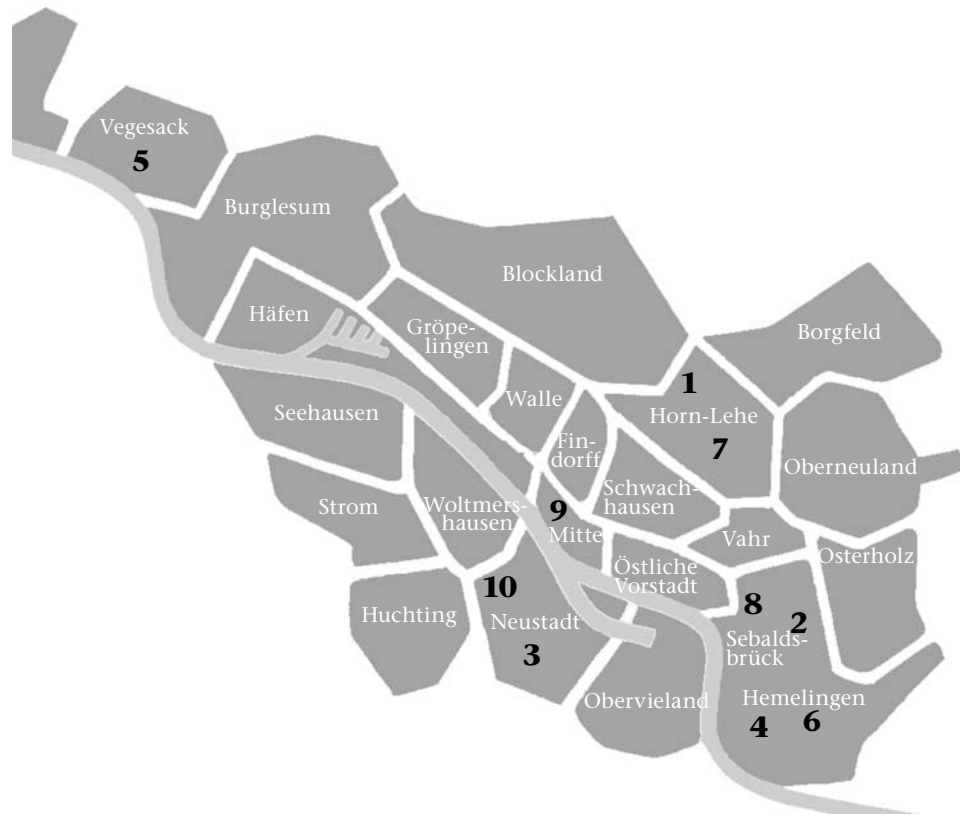 Vegesack
5
Burglesum
Blockland
Häfen
Gröpe-
lingen
Borgfeld
1
Walle
Horn-Lehe
Seehausen
7
Fin-
dorff
Oberneuland
Schwach-
hausen
Strom
Woltmers-
hausen
9
Mitte
Vahr
Osterholz
Östliche
Vorstadt
10
Huchting
Neustadt
3
8
2
Sebalds-
brück
Obervieland
Hemelingen
4
6